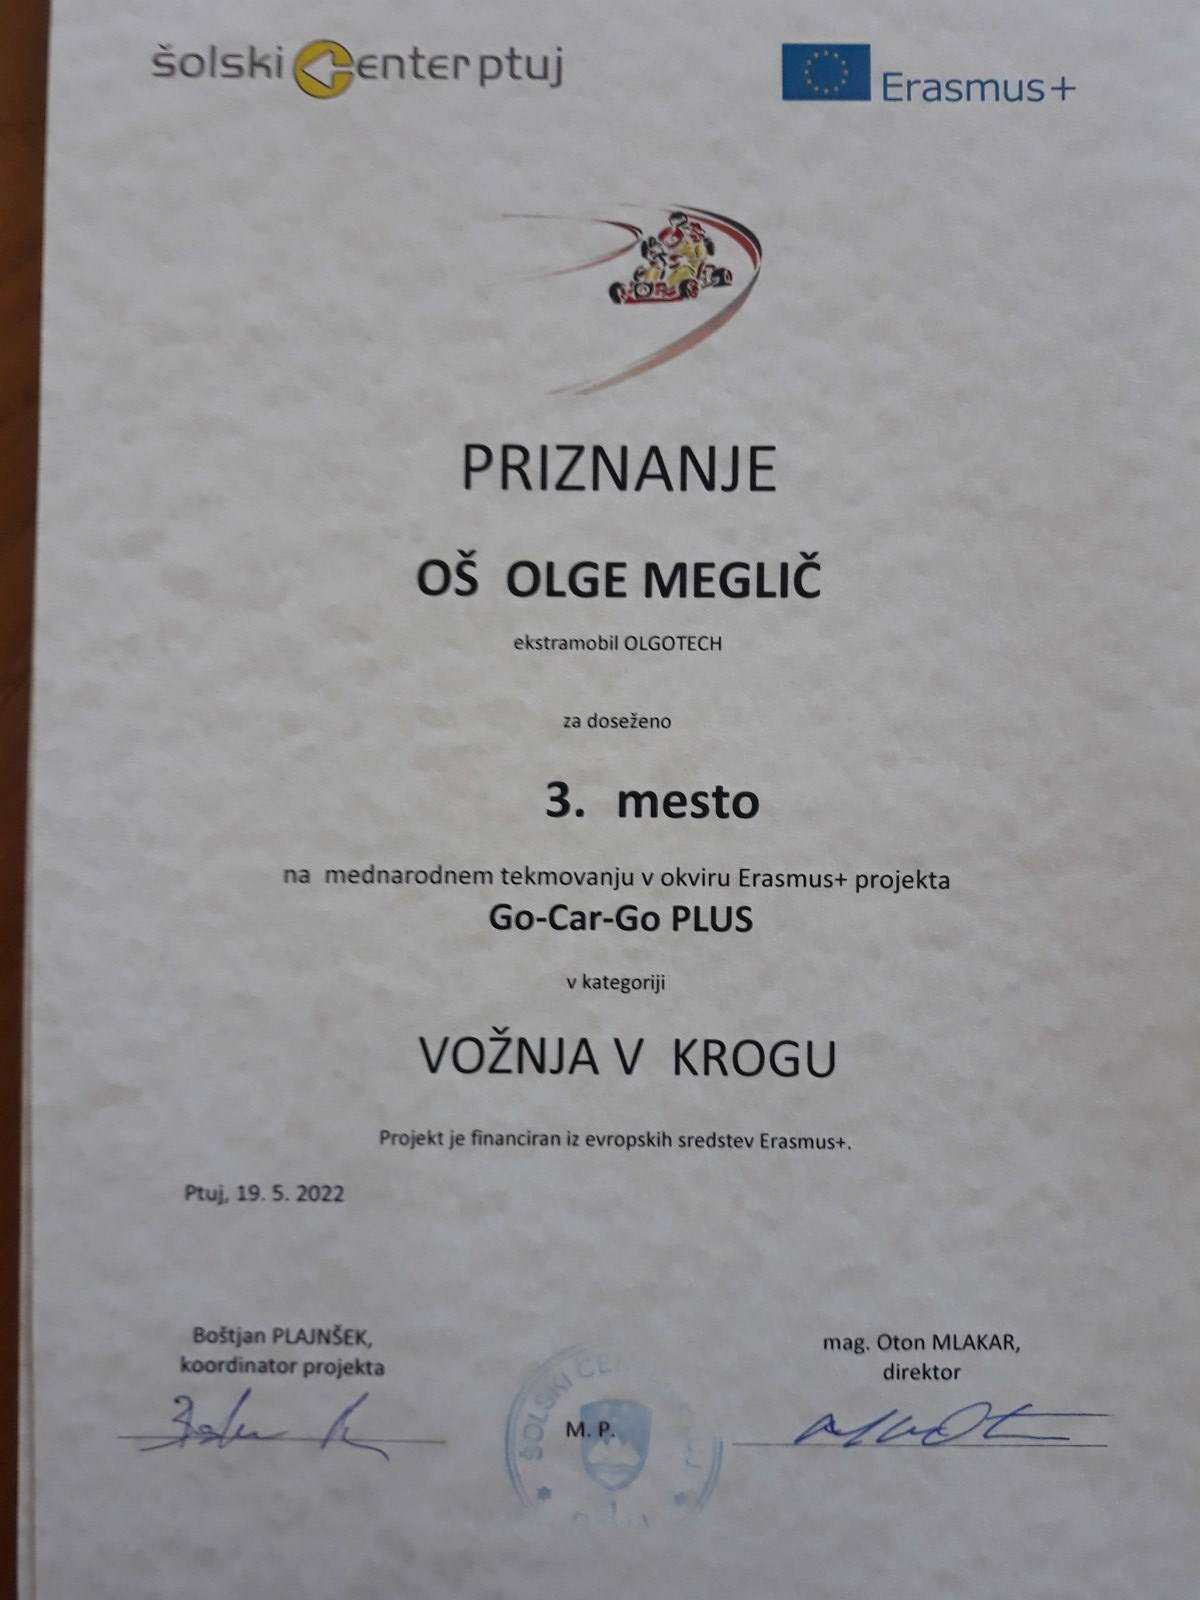 šolski Center ptuj
Erasmus+
PRIZNANJE
OŠ OLGE MEGLIČ
ekstramobil OLGOTECH
za doseženo
3. mesto
na mednarodnem tekmovanju v okviru Erasmus+ projekta
Go-Car-Go PLUS
v kategoriji
VOŽNJA V KROGU
Projekt je financiran iz evropskih sredstev Erasmus+.
Ptuj, 19. 5. 2022
Boštjan PLAJNŠEK,
koordinator projekta
mag. Oton MLAKAR,
direktor
M. P.
ŠOLSKI CE